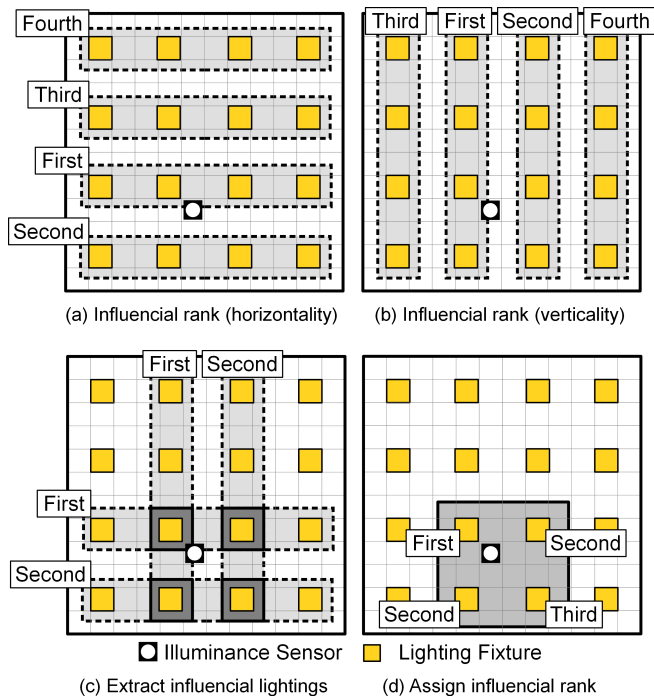 Fourth
Third
First
Second
(a) Influencial rank (horizontality)
Third First Second Fourth
(b) Influencial rank (verticality)
First Second
First
Second
(c) Extract influencial lightings
First Second
Second Third
(d) Assign influencial rank
Illuminance Sensor Lighting Fixture